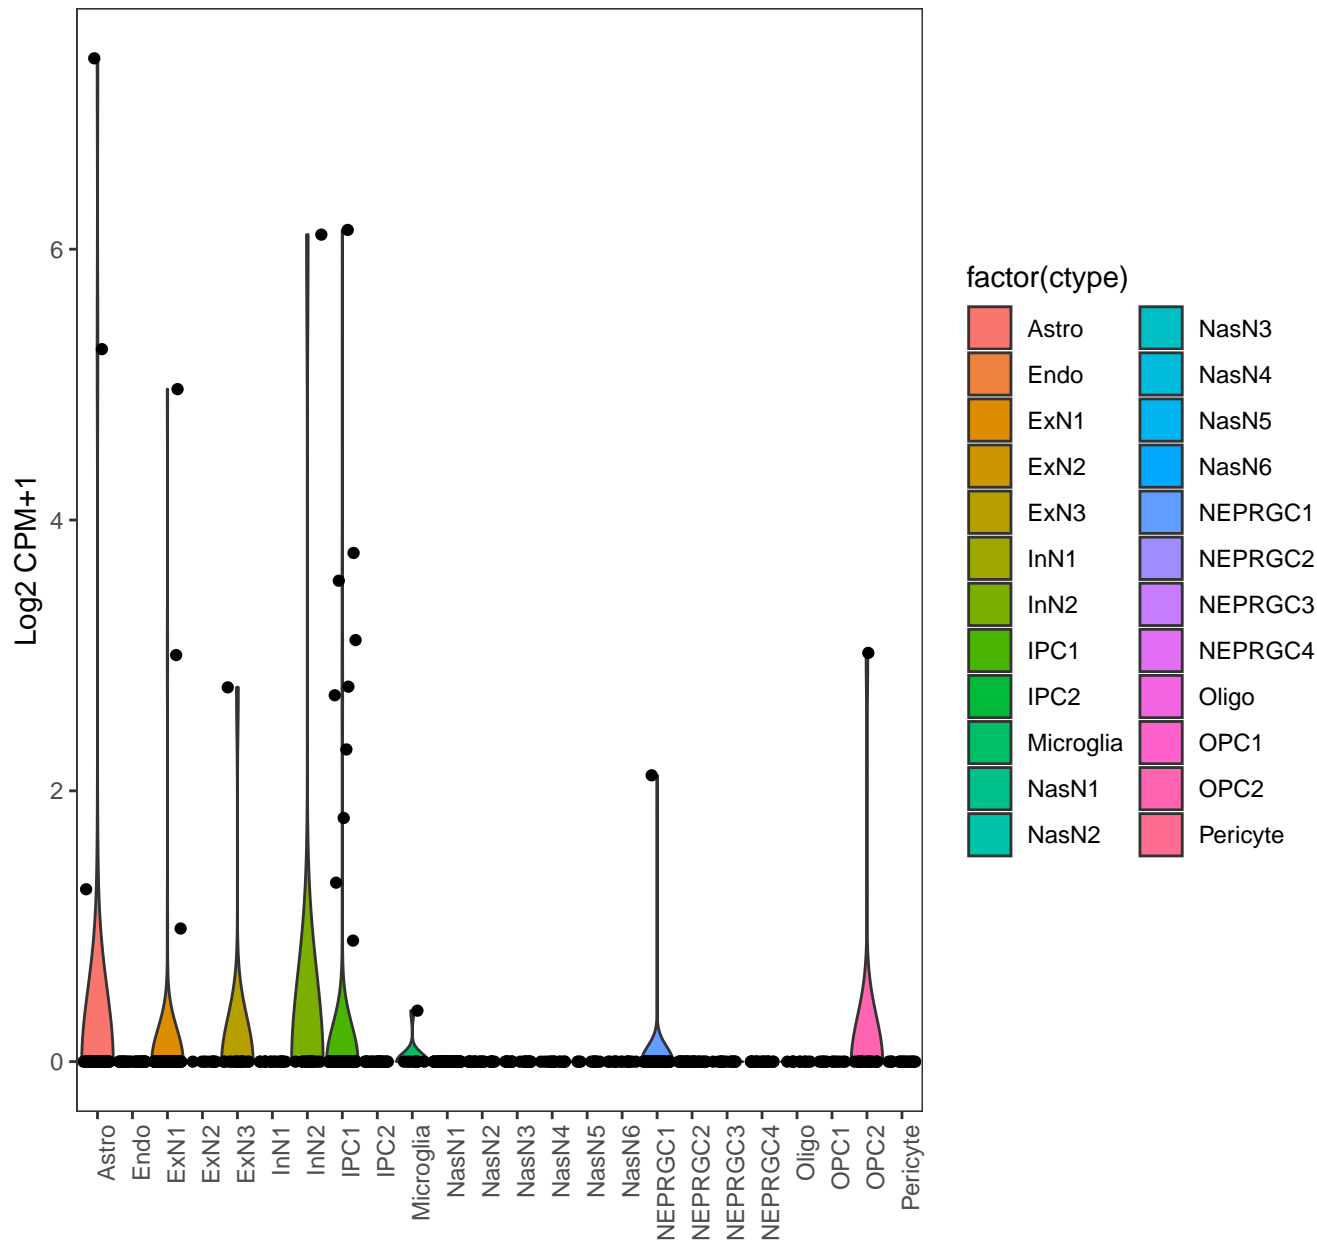 6
4
2
0
Log2 CPM+1
Astro
Endo
ExN1
ExN2
ExN3
InN1
InN2
IPC1
IPC2
Microglia
NasN1
NasN2
NasN3
NasN4
NasN5
NasN6
NEPRGC1
NEPRGC2
NEPRGC3
NEPRGC4
Oligo
OPC1
OPC2
Pericyte
factor(ctype)
Astro
Endo
ExN1
ExN2
ExN3
InN1
InN2
IPC1
IPC2
Microglia
NasN1
NasN2
NasN3
NasN4
NasN5
NasN6
NEPRGC1
NEPRGC2
NEPRGC3
NEPRGC4
Oligo
OPC1
OPC2
Pericyte